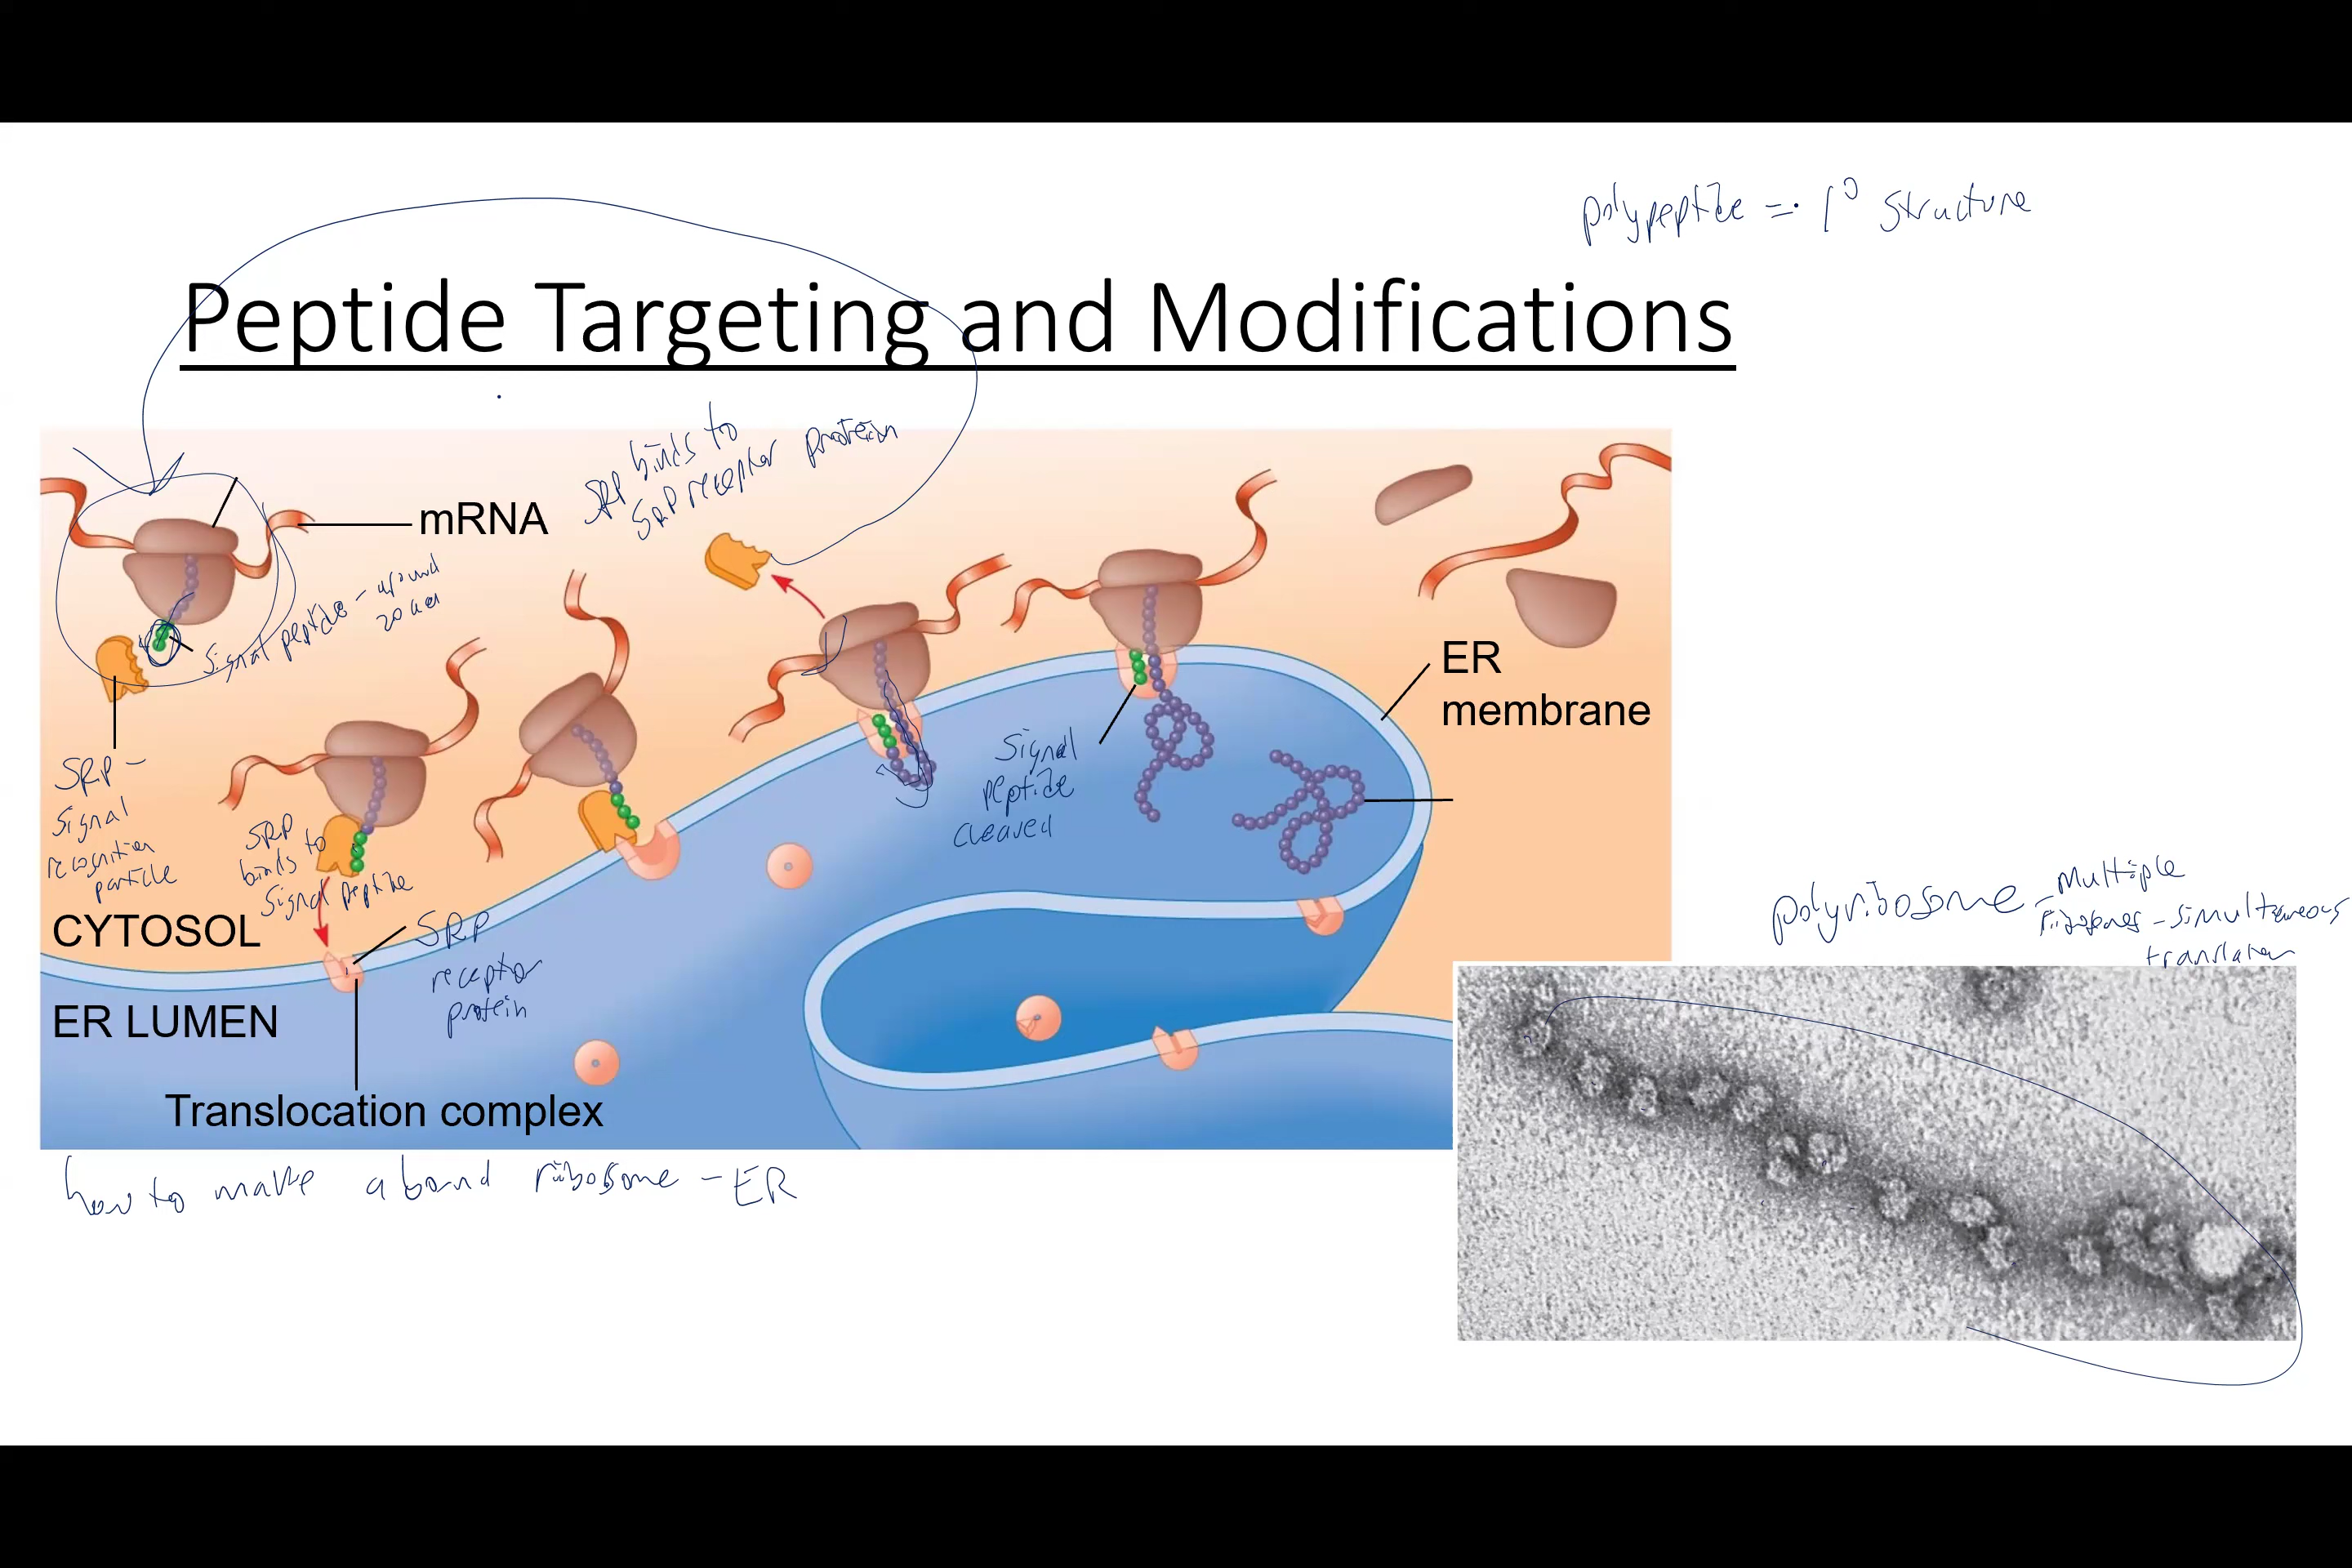 polypeptide = 1° structure
Peptide Targeting and Modifications
SRP binds to
SRP receptor protein
mRNA
Signal peptide - around
20 aa
SRP -
Signal
recognition
particle
SRP
binds to
Signal peptide
SRP
receptor
protein
Signal
peptide
cleaved
ER
membrane
CYTOSOL
ER LUMEN
Translocation complex
polyribosome - Multiple
ribosomes - simultaneous
translation
how to make a bound ribosome - ER